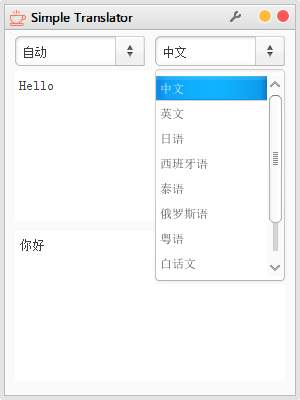 Simple Translator
自动
中文
Hello
中文
英文
日语
西班牙语
泰语
俄罗斯语
粤语
白话文
你好